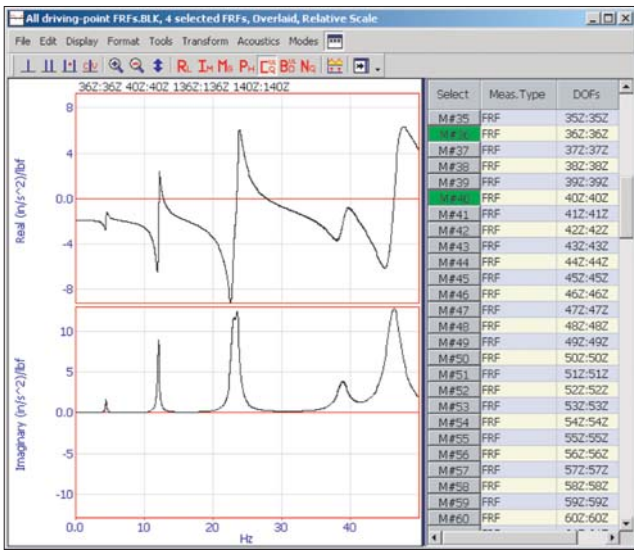 All driving-point FRFs.BLK, 4 selected FRFs, Overlaid, Relative Scale
File Edit Display Format Tools Transform Acoustics Modes
36Z:36Z 40Z:40Z 136Z:136Z 140Z:140Z
Real (in/s^2)/lbf
8
4
0.0
-4
-8
Imaginary (in/s^2)/lbf
10
5
0.0
-5
-10
0.0 10 20 30 40
Hz
Select Meas.Type DOFs
M#35 FRF 35Z:35Z
M#36 FRF 36Z:36Z
M#37 FRF 37Z:37Z
M#38 FRF 38Z:38Z
M#39 FRF 39Z:39Z
M#40 FRF 40Z:40Z
M#41 FRF 41Z:41Z
M#42 FRF 42Z:42Z
M#43 FRF 43Z:43Z
M#44 FRF 44Z:44Z
M#45 FRF 45Z:45Z
M#46 FRF 46Z:46Z
M#47 FRF 47Z:47Z
M#48 FRF 48Z:48Z
M#49 FRF 49Z:49Z
M#50 FRF 50Z:50Z
M#51 FRF 51Z:51Z
M#52 FRF 52Z:52Z
M#53 FRF 53Z:53Z
M#54 FRF 54Z:54Z
M#55 FRF 55Z:55Z
M#56 FRF 56Z:56Z
M#57 FRF 57Z:57Z
M#58 FRF 58Z:58Z
M#59 FRF 59Z:59Z
M#60 FRF 60Z:60Z